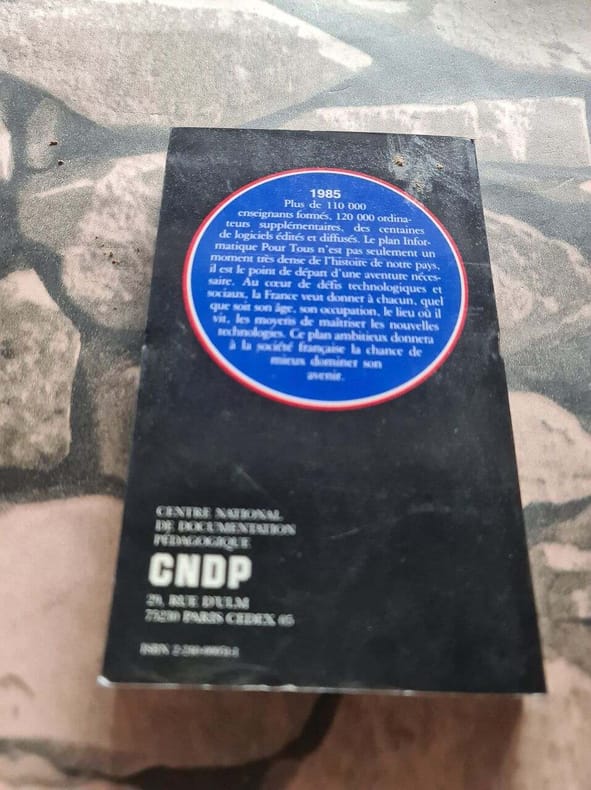 1985
Plus de 110 000
enseignants formés, 120 000 ordina-
teurs supplémentaires, des centaines
de logiciels édités et diffusés. Le plan Infor-
matique Pour Tous n'est pas seulement un
moment très dense de l'histoire de notre pays,
il est le point de départ d'une aventure néces-
saire. Au cœur de défis technologiques et
sociaux, la France veut donner à chacun, quel
que soit son âge, son occupation, le lieu où il
vit, les moyens de maîtriser les nouvelles
technologies. Ce plan ambitieux donnera
à la société française la chance de
mieux dominer son
avenir.
CENTRE NATIONAL
DE DOCUMENTATION
PÉDAGOGIQUE
CNDP
29, RUE D'ULM
75230 PARIS CEDEX 05
ISBN